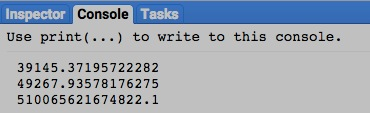 Inspector Console Tasks
Use print(...) to write to this console.
39145.37195722282
49267.93578176275
510065621674822.1